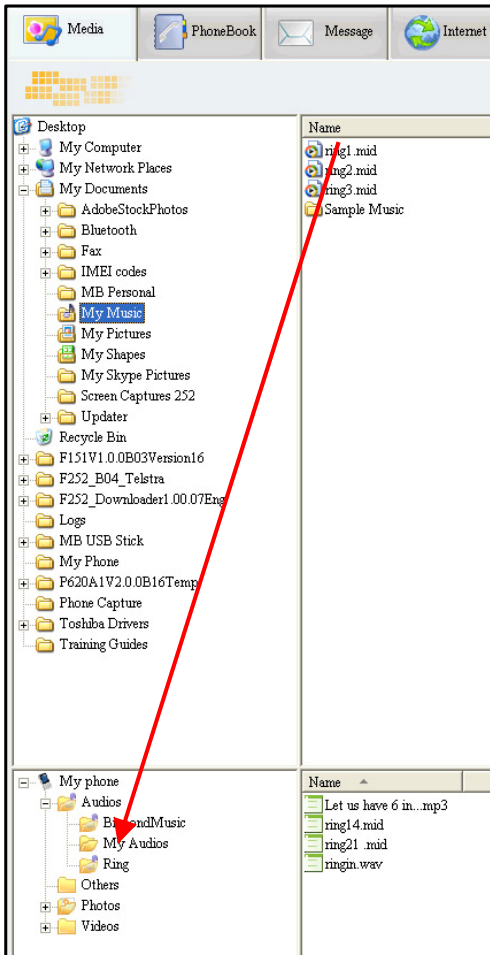 Media
PhoneBook
Message
Internet
Desktop
My Computer
My Network Places
My Documents
AdobeStockPhotos
Bluetooth
Fax
IMEI codes
MB Personal
My Music
My Pictures
My Shapes
My Skype Pictures
Screen Captures 252
Updater
Recycle Bin
F151V1.0.0B03Version16
F252_B04_Telstra
F252_Downloader1.00.07Eng
Logs
MB USB Stick
My Phone
P620A1V2.0.0B16Temp
Phone Capture
Toshiba Drivers
Training Guides
Name
ring1.mid
ring2.mid
ring3.mid
Sample Music
My phone
Audios
My Audios
Ring
Others
Photos
Videos
Name
Let us have 6 in...mp3
ring14.mid
ring21 .mid
ringin.wav